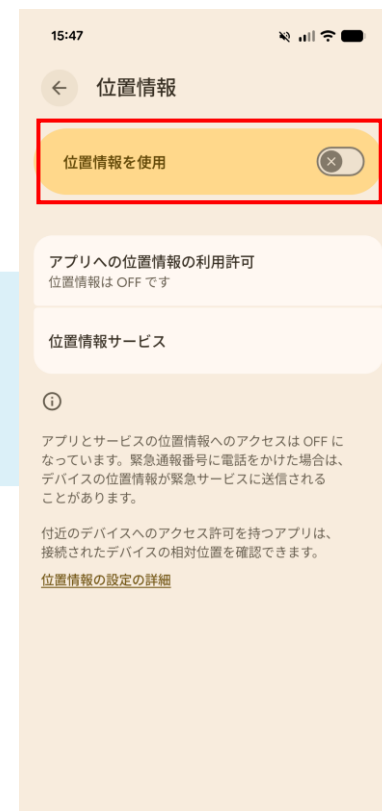 15:47
位置情報
位置情報を使用
アプリへの位置情報の利用許可
位置情報は OFF です
位置情報サービス
アプリとサービスの位置情報へのアクセスは OFF に
なっています。緊急通報番号に電話をかけた場合は、
デバイスの位置情報が緊急サービスに送信される
ことがあります。
付近のデバイスへのアクセス許可を持つアプリは、
接続されたデバイスの相対位置を確認できます。
位置情報の設定の詳細